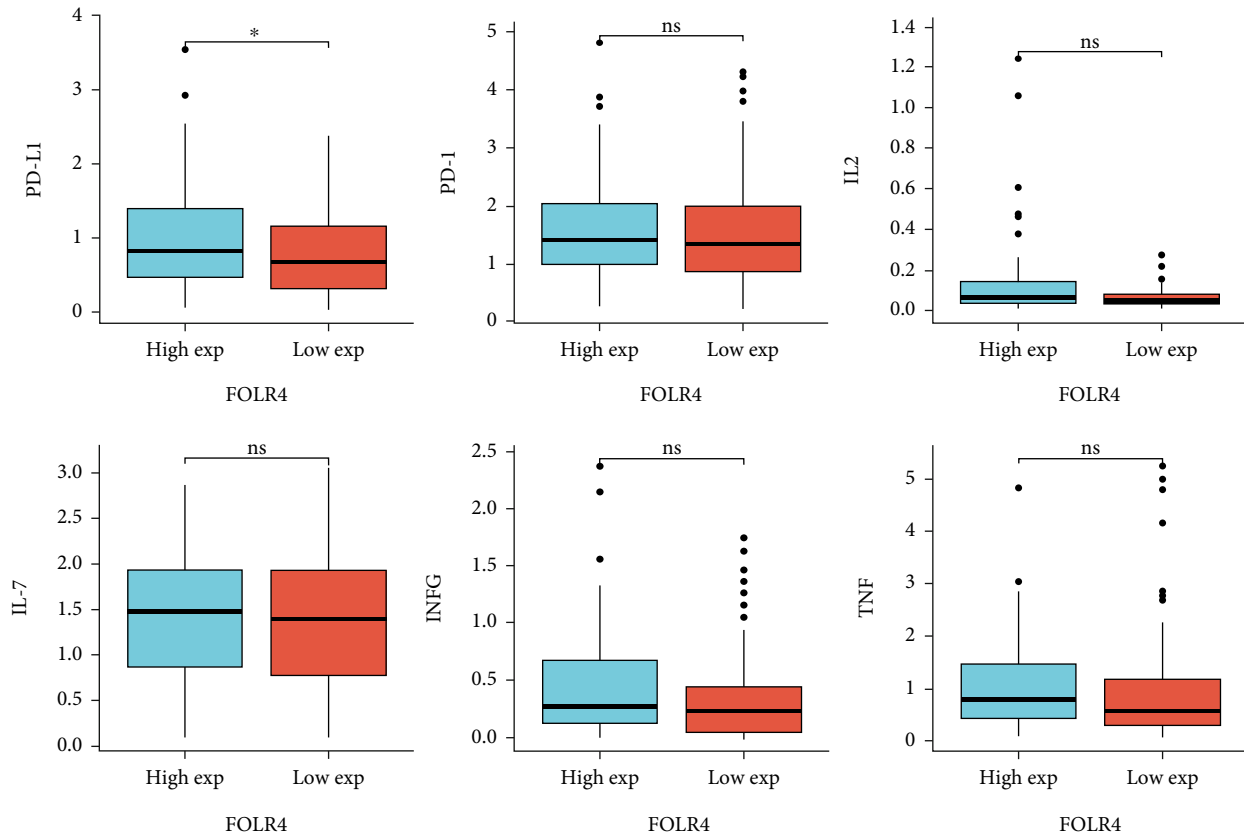 4
3
2
1
0
PD-L1
*
High exp
Low exp
FOLR4
5
4
3
2
1
0
PD-1
ns
High exp
Low exp
FOLR4
1.4
1.2
1.0
0.8
0.6
0.4
0.2
0.0
IL2
ns
High exp
Low exp
FOLR4
3.0
2.5
2.0
1.5
1.0
0.5
0.0
IL-7
ns
High exp
Low exp
FOLR4
2.5
2.0
1.5
1.0
0.5
0.0
INFG
ns
High exp
Low exp
FOLR4
5
4
3
2
1
0
TNF
ns
High exp
Low exp
FOLR4